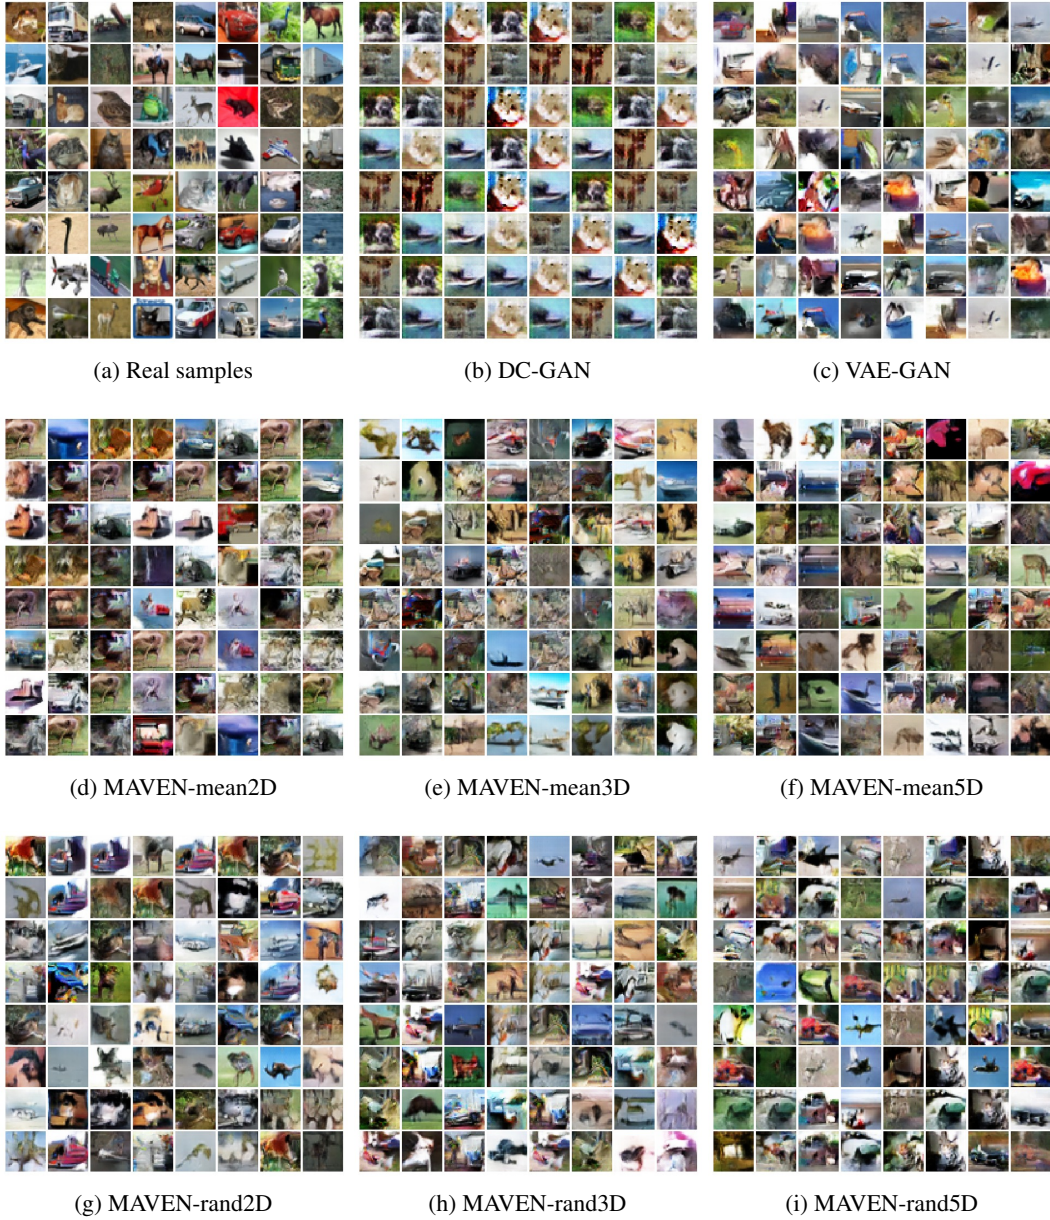 (a) Real samples
(b) DC-GAN
(c) VAE-GAN
(d) MAVEN-mean2D
(e) MAVEN-mean3D
(f) MAVEN-mean5D
(g) MAVEN-rand2D
(h) MAVEN-rand3D
(i) MAVEN-rand5D